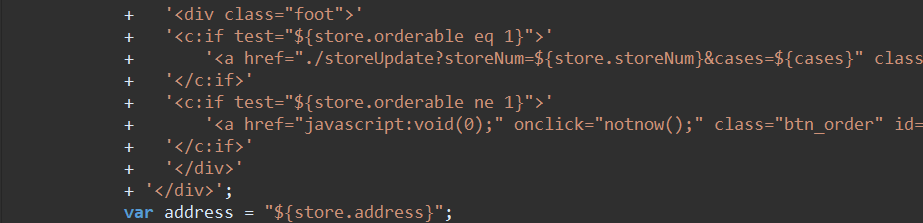 +   '<div class="foot">'
+   '<c:if test="${store.orderable eq 1}">'
+       '<a href="./storeUpdate?storeNum=${store.storeNum}&cases=${cases}" class
+   '</c:if>'
+   '<c:if test="${store.orderable ne 1}">'
+       '<a href="javascript:void(0);" onclick="notnow();" class="btn_order" id=
+   '</c:if>'
+   '</div>'
+ '</div>';
var address = "${store.address}";